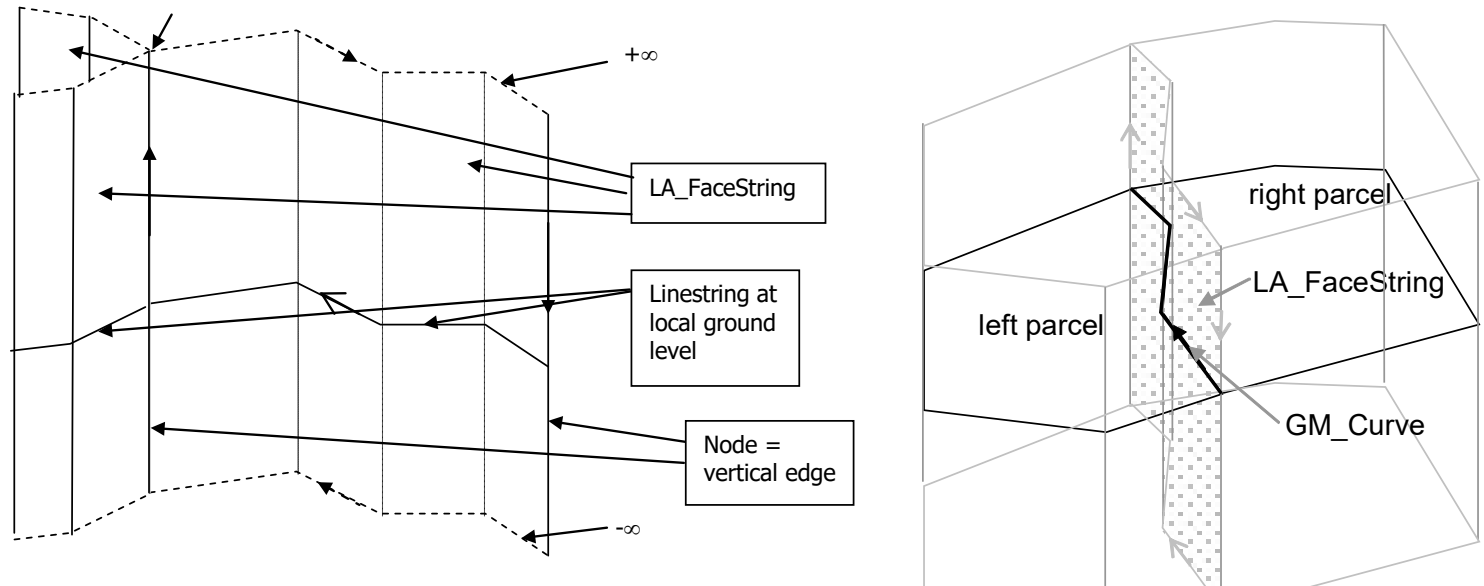 +∞
LA_FaceString
Linestring at
local ground
level
Node =
vertical edge
-∞
right parcel
LA_FaceString
left parcel
GM_Curve